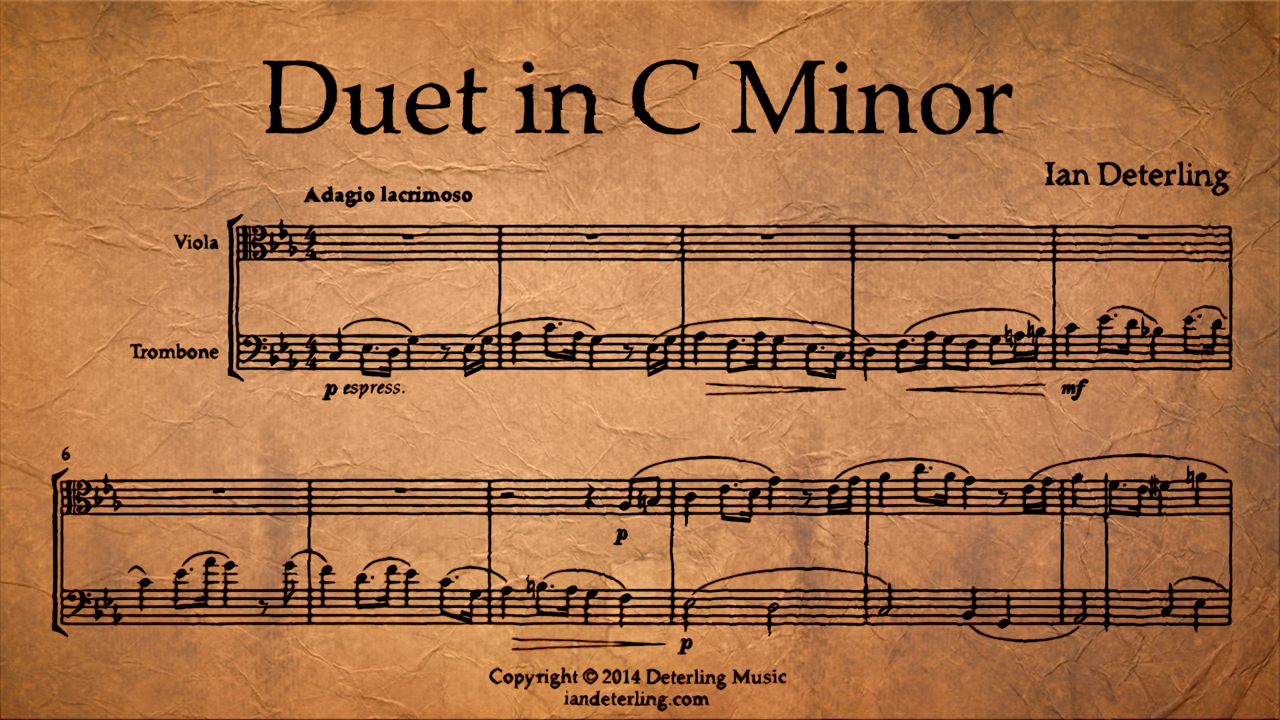 Duet in C Minor
Ian Deterling
Adagio lacrimoso
Viola
Trombone
p espress.
mf
6
p
p
Copyright © 2014 Deterling Music
iandeterling.com